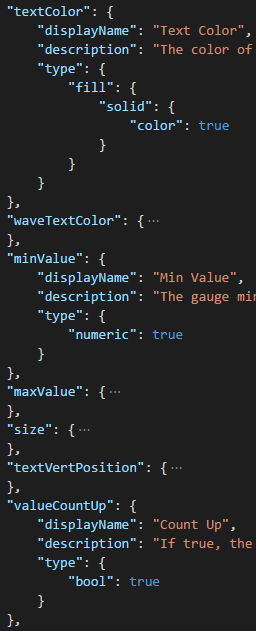 "textColor": {
"displayName": "Text Color",
"description": "The color of
"type": {
"fill": {
"solid": {
"color": true
}
}
}
},
"waveTextColor": {···
},
"minValue": {
"displayName": "Min Value",
"description": "The gauge min
"type": {
"numeric": true
}
},
"maxValue": {···
},
"size": {···
},
"textVertPosition": {···
},
"valueCountUp": {
"displayName": "Count Up",
"description": "If true, the
"type": {
"bool": true
}
},